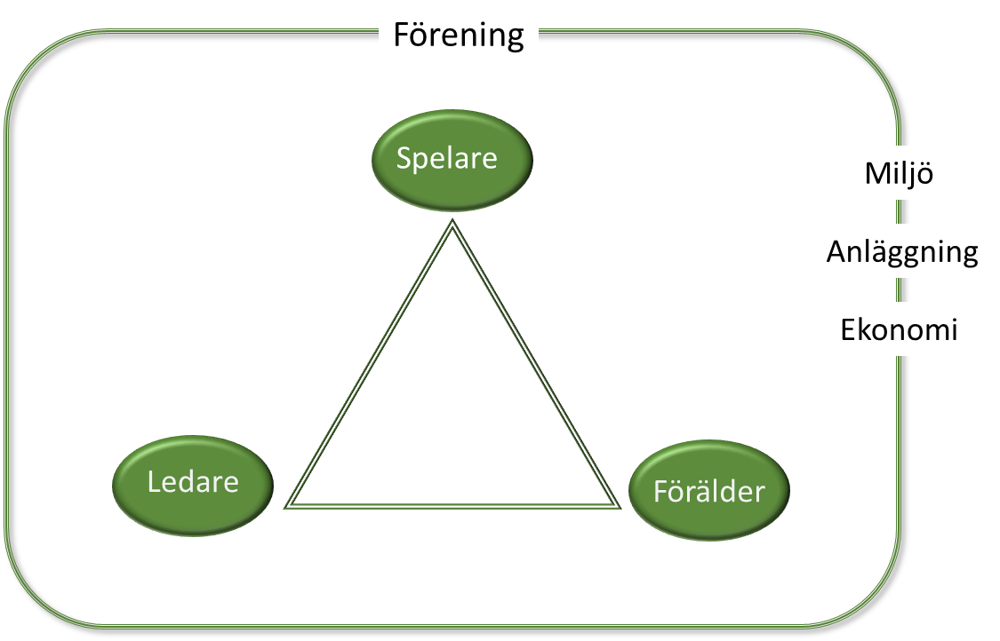 Förening
Spelare
Miljö
Anläggning
Ekonomi
Ledare
Förälder